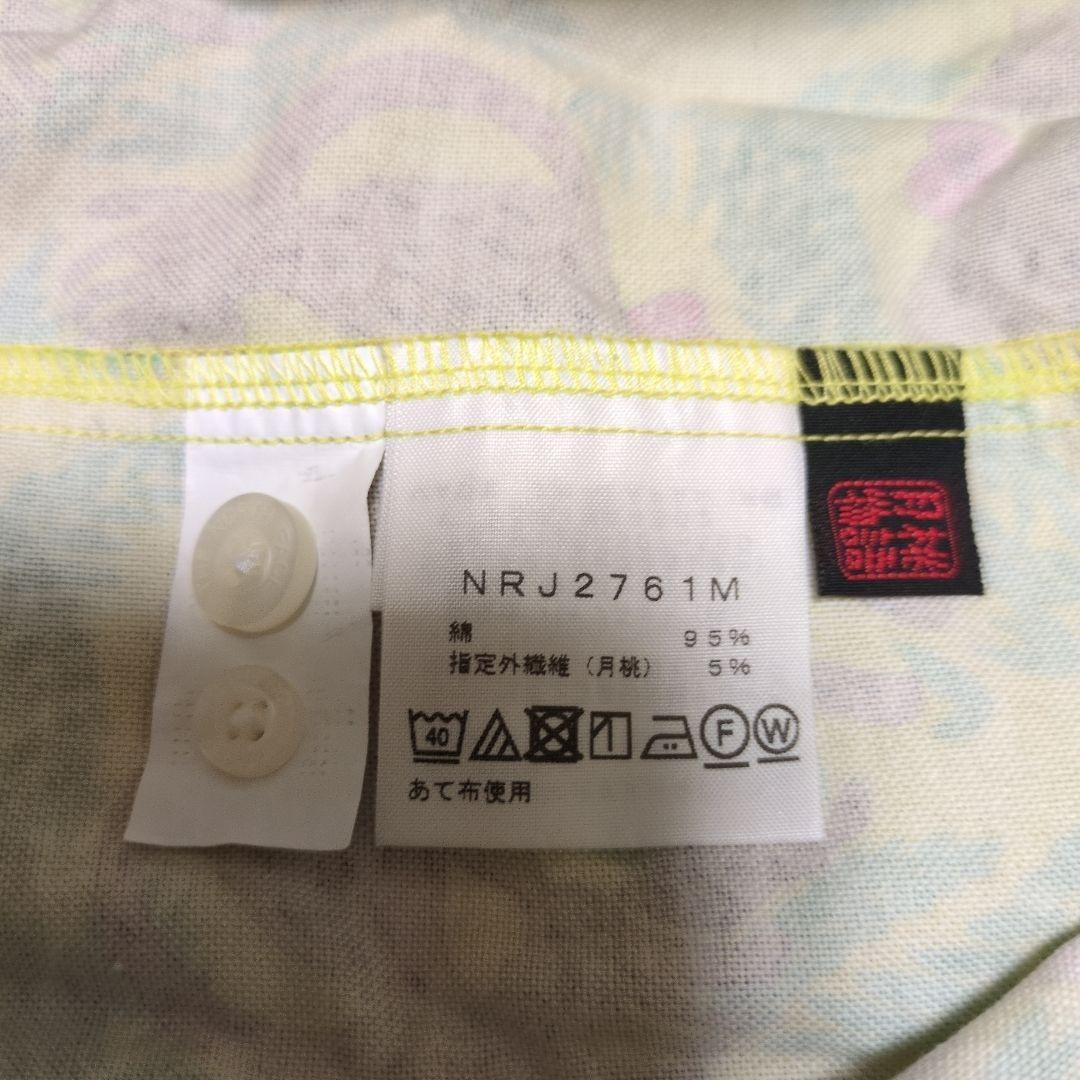 NRJ2761M
綿 95%
指定外繊維（月桃） 5%
40
F
W
あて布使用